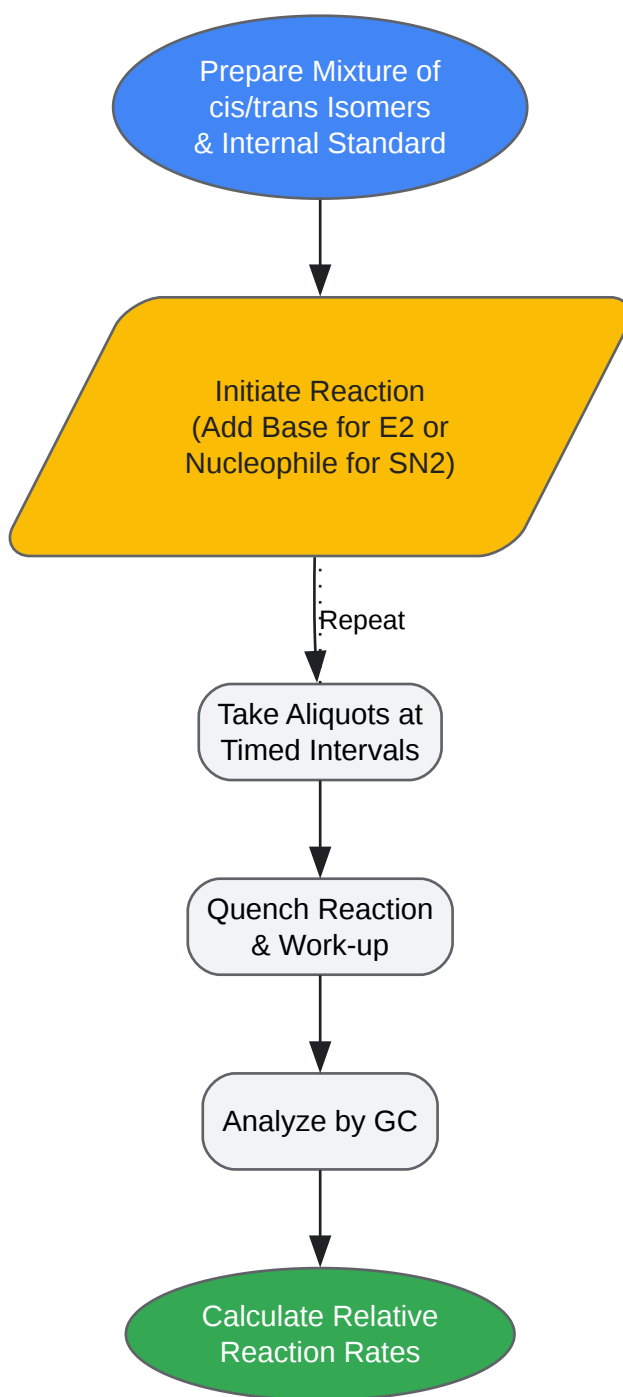 Prepare Mixture of
cis/trans Isomers
& Internal Standard
Initiate Reaction
(Add Base for E2 or
Nucleophile for SN2)
Repeat
Take Aliquots at
Timed Intervals
Quench Reaction
& Work-up
Analyze by GC
Calculate Relative
Reaction Rates